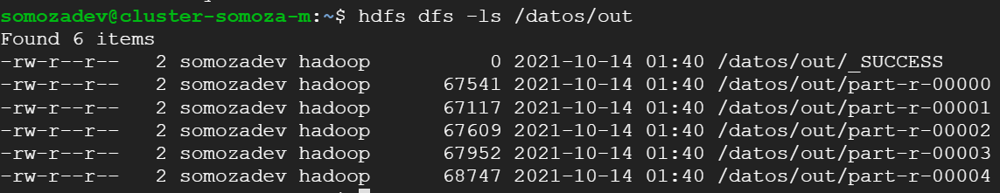 somozadev@cluster-somoza-m:~$ hdfs dfs -ls /datos/out
Found 6 items
-rw-r--r--   2 somozadev hadoop          0 2021-10-14 01:40 /datos/out/_SUCCESS
-rw-r--r--   2 somozadev hadoop      67541 2021-10-14 01:40 /datos/out/part-r-00000
-rw-r--r--   2 somozadev hadoop      67117 2021-10-14 01:40 /datos/out/part-r-00001
-rw-r--r--   2 somozadev hadoop      67609 2021-10-14 01:40 /datos/out/part-r-00002
-rw-r--r--   2 somozadev hadoop      67952 2021-10-14 01:40 /datos/out/part-r-00003
-rw-r--r--   2 somozadev hadoop      68747 2021-10-14 01:40 /datos/out/part-r-00004